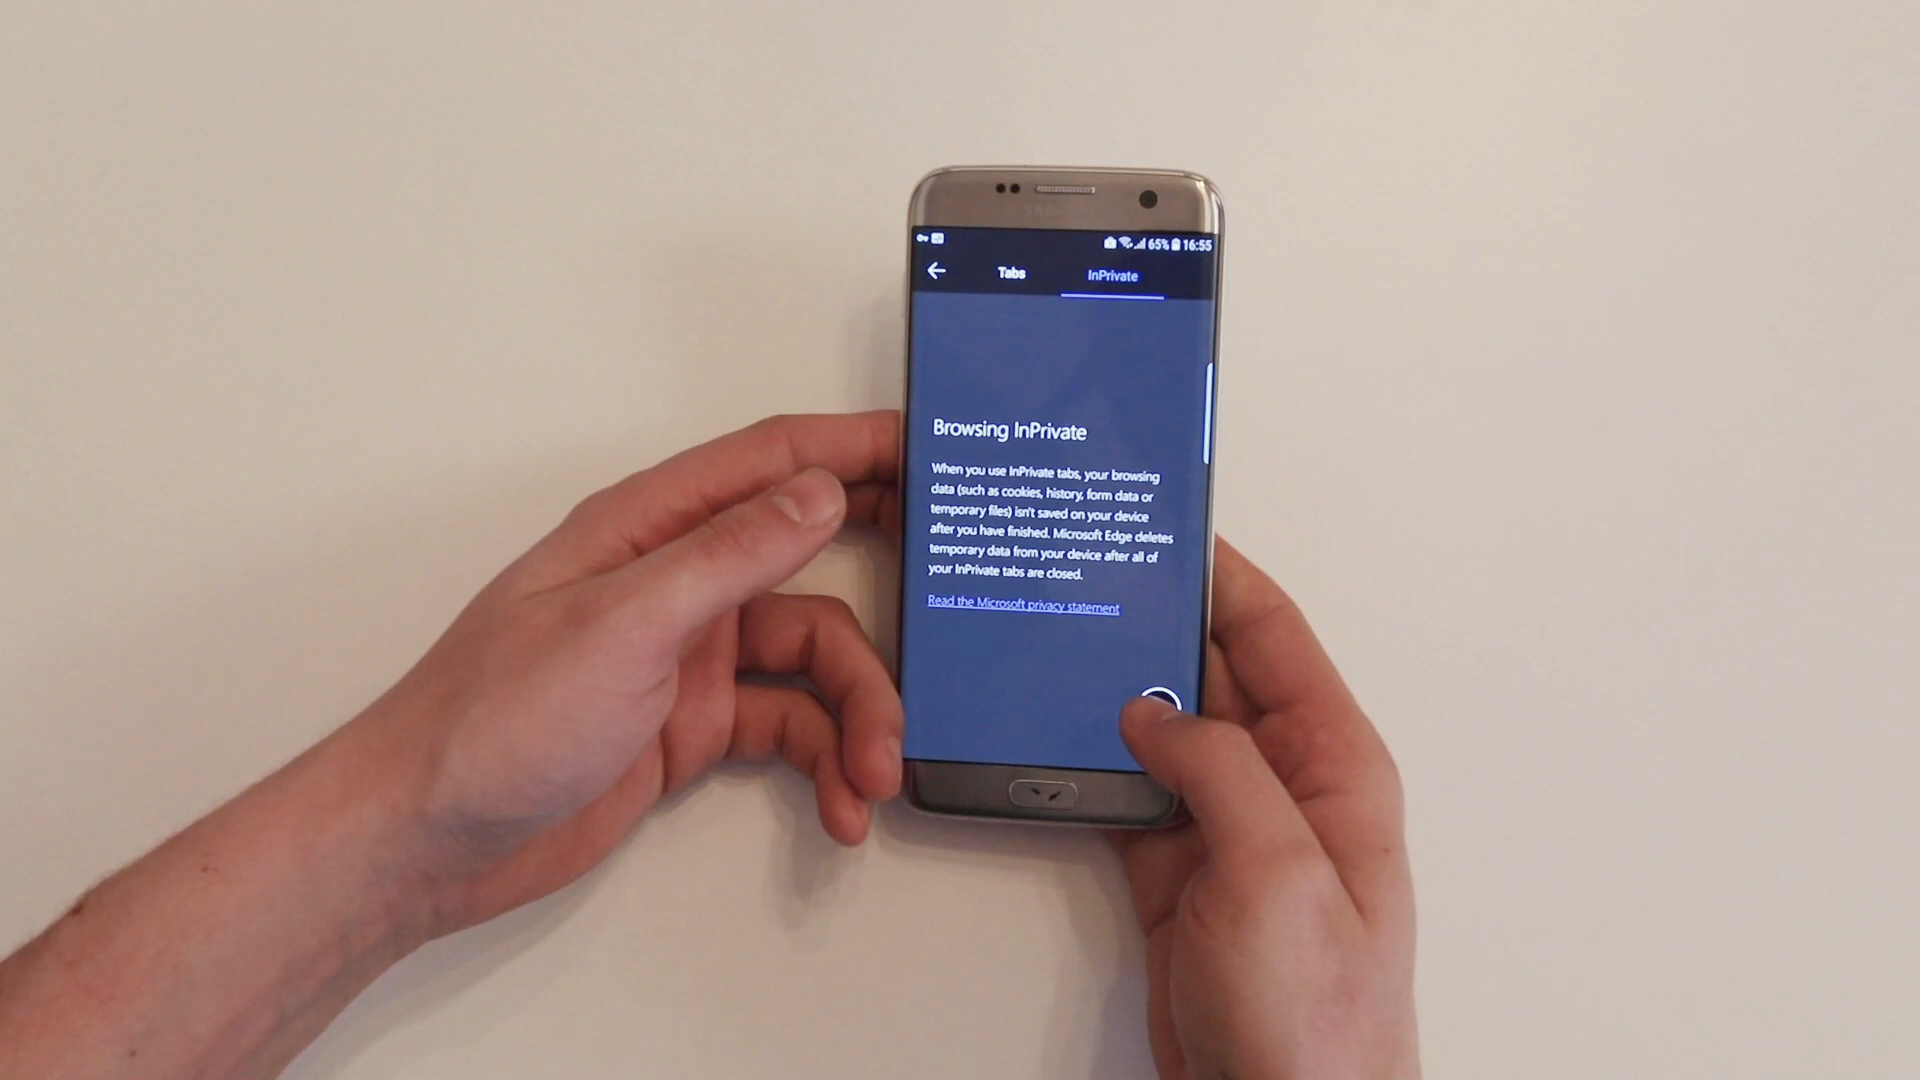 SAMSUNG
65% 16:55
Tabs InPrivate
Browsing InPrivate
When you use InPrivate tabs, your browsing
data (such as cookies, history, form data or
temporary files) isn't saved on your device
after you have finished. Microsoft Edge deletes
temporary data from your device after all of
your InPrivate tabs are closed.
Read the Microsoft privacy statement